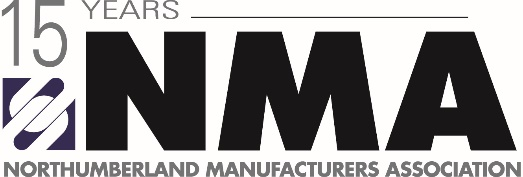 15 YEARS
NMA
NORTHUMBERLAND MANUFACTURERS ASSOCIATION